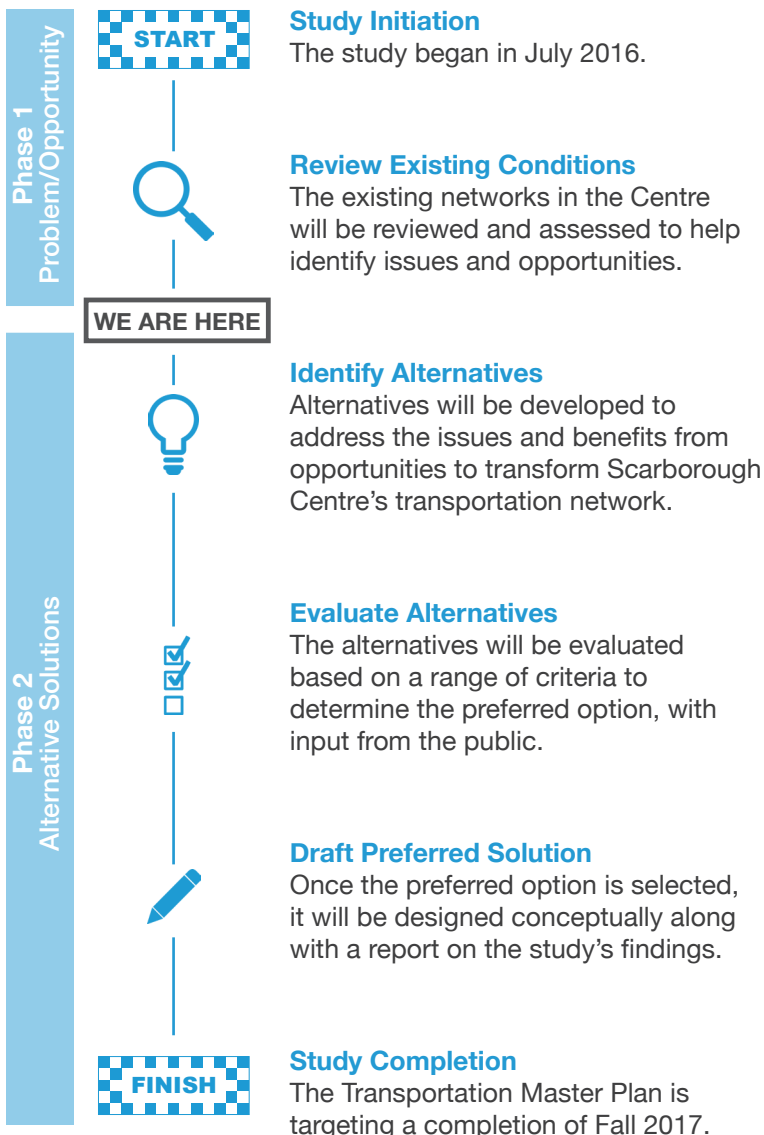 Phase 1
Problem/Opportunity
START
Study Initiation
The study began in July 2016.
Review Existing Conditions
The existing networks in the Centre
will be reviewed and assessed to help
identify issues and opportunities.
WE ARE HERE
Phase 2
Alternative Solutions
Identify Alternatives
Alternatives will be developed to
address the issues and benefits from
opportunities to transform Scarborough
Centre’s transportation network.
Evaluate Alternatives
The alternatives will be evaluated
based on a range of criteria to
determine the preferred option, with
input from the public.
Draft Preferred Solution
Once the preferred option is selected,
it will be designed conceptually along
with a report on the study’s findings.
FINISH
Study Completion
The Transportation Master Plan is
targeting a completion of Fall 2017.